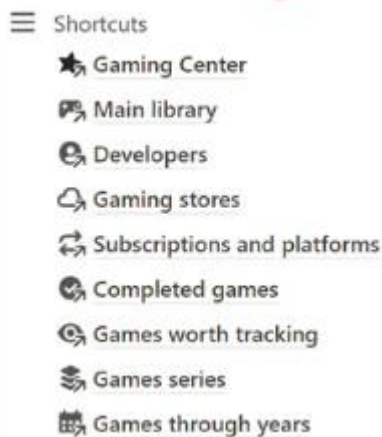 Shortcuts
Gaming Center
Main library
Developers
Gaming stores
Subscriptions and platforms
Completed games
Games worth tracking
Games series
Games through years